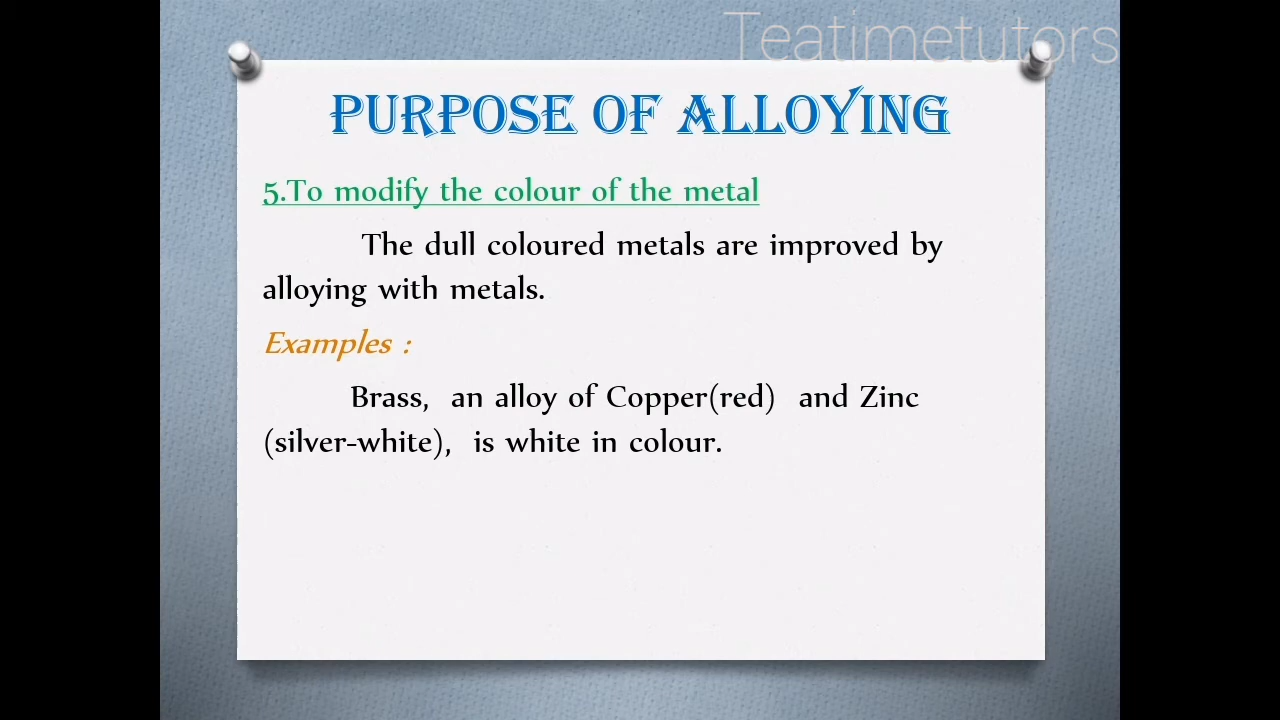 Teatimetutors
PURPOSE OF ALLOYING
5.To modify the colour of the metal
The dull coloured metals are improved by
alloying with metals.
Examples :
Brass, an alloy of Copper(red) and Zinc
(silver-white), is white in colour.